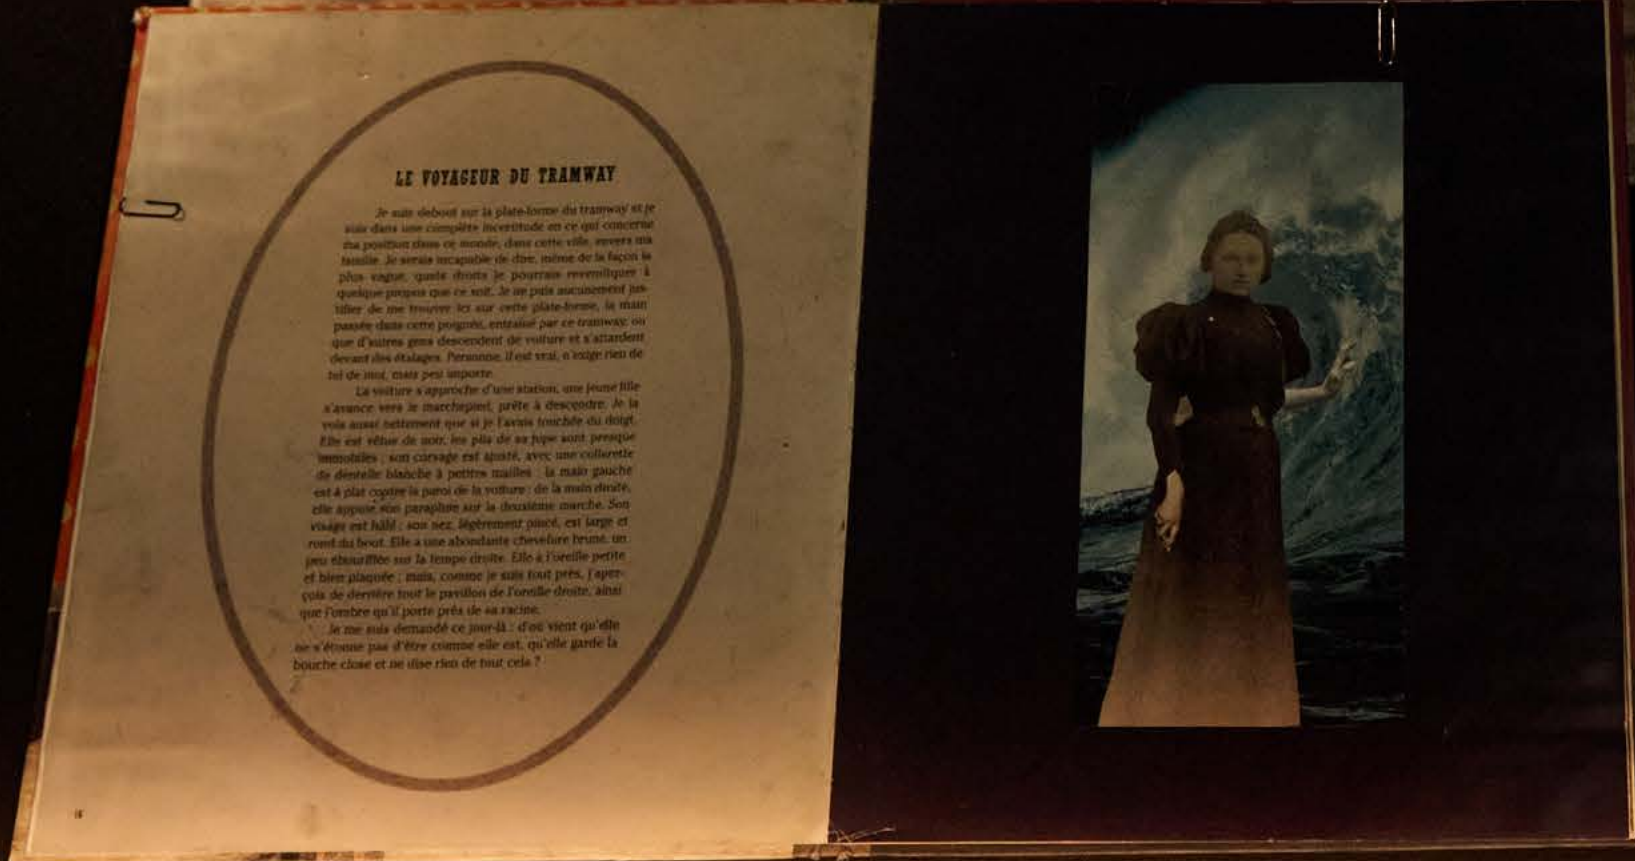 LE VOYAGEUR DU TRAMWAY
Je suis debout sur la plate-forme du tramway et je
suis dans une complète incertitude en ce qui concerne
ma position dans ce monde, dans cette ville, envers ma
famille. Je serais incapable de dire, même de la façon la
plus vague, quels droits je pourrais revendiquer à
quelque propos que ce soit. Je ne puis aucunement jus-
tifier de me trouver ici sur cette plate-forme, la main
passée dans cette poignée, entraîné par ce tramway, ou
que d'autres gens descendent de voiture et s'attardent
devant des étalages. Personne, il est vrai, n'exige rien de
tel de moi, mais peu importe.
La voiture s'approche d'une station, une jeune fille
s'avance vers le marchepied, prête à descendre. Je la
vois aussi nettement que si je l'avais touchée du doigt.
Elle est vêtue de noir, les plis de sa jupe sont presque
immobiles ; son corsage est ajusté, avec une collerette
de dentelle blanche à petites mailles ; la main gauche
est à plat contre la paroi de la voiture ; de la main droite,
elle appuie son parapluie sur la deuxième marche. Son
visage est hâlé ; son nez, légèrement pincé, est large et
rond du bout. Elle a une abondante chevelure brune, un
peu ébouriffée sur la tempe droite. Elle a l'oreille petite
et bien plaquée ; mais, comme je suis tout près, j'aper-
çois de derrière tout le pavillon de l'oreille droite, ainsi
que l'ombre qu'il porte près de sa racine.
Je me suis demandé ce jour-là : d'où vient qu'elle
ne s'étonne pas d'être comme elle est, qu'elle garde la
bouche close et ne dise rien de tout cela ?
16